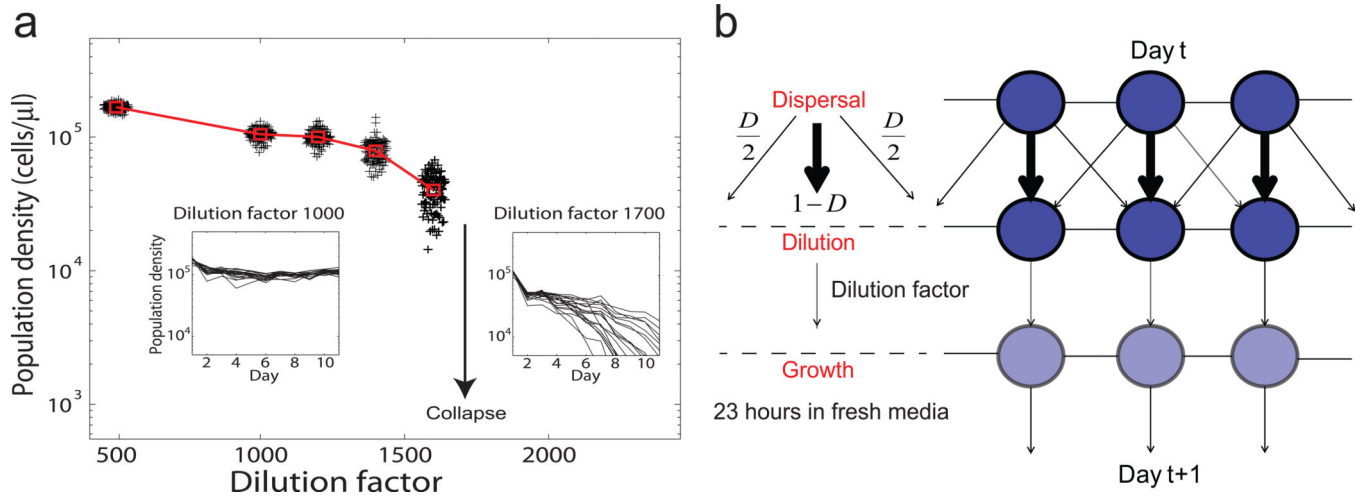 a
Population density (cells/µl)
10^5
10^4
10^3
500
1000
1500
2000
Dilution factor
Dilution factor 1000
Population density
10^5
10^4
2 4 6 8 10
Day
Dilution factor 1700
10^5
10^4
2 4 6 8 10
Day
Collapse
b
Day t
Dispersal
D/2
D/2
1−D
Dilution
Dilution factor
Growth
23 hours in fresh media
Day t+1